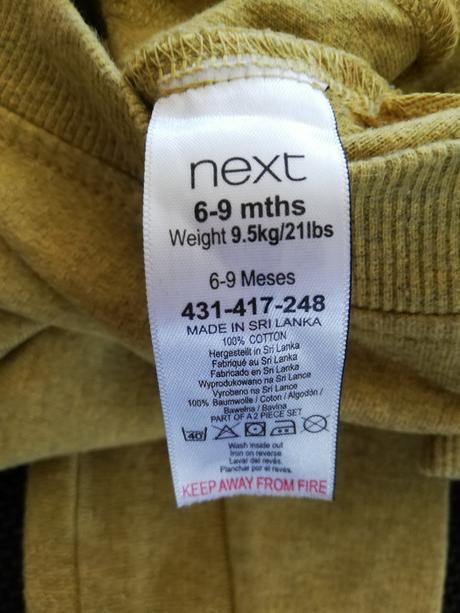 next
6-9 mths
Weight 9.5kg/21lbs
6-9 Meses
431-417-248
MADE IN SRI LANKA
100% COTTON
Hergestellt in Sri Lanka
Fabriqué au Sri Lanka
Fabricado en Sri Lanka
Wyprodukowano na Sri Lance
Vyrobeno na Sri Lance
100% Baumwolle / Coton / Algodón /
Bawełna / Bavlna
PART OF A 2 PIECE SET
40
Wash inside out
Iron on reverse
Laver del revés.
Planchar por el revés.
KEEP AWAY FROM FIRE